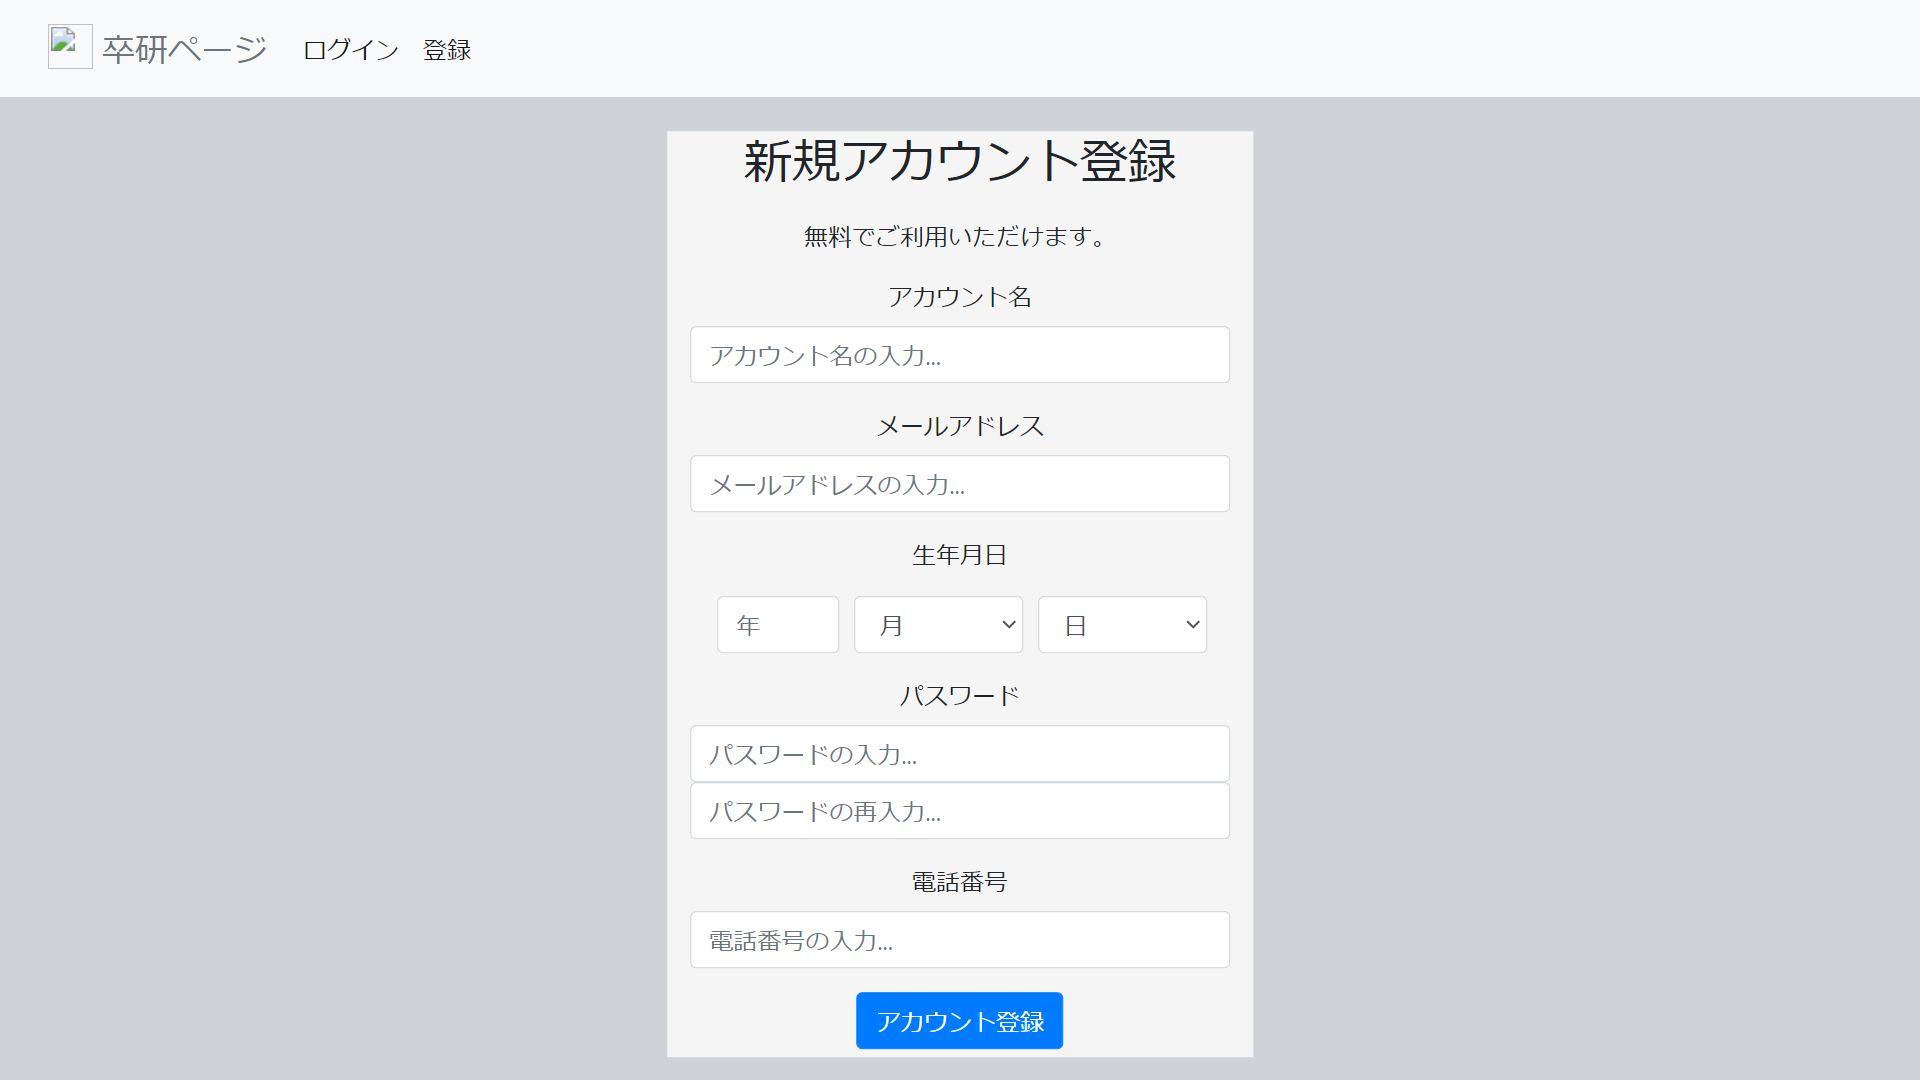 卒研ページ ログイン 登録
新規アカウント登録
無料でご利用いただけます。
アカウント名
アカウント名の入力...
メールアドレス
メールアドレスの入力...
生年月日
年 月 日
パスワード
パスワードの入力...
パスワードの再入力...
電話番号
電話番号の入力...
アカウント登録